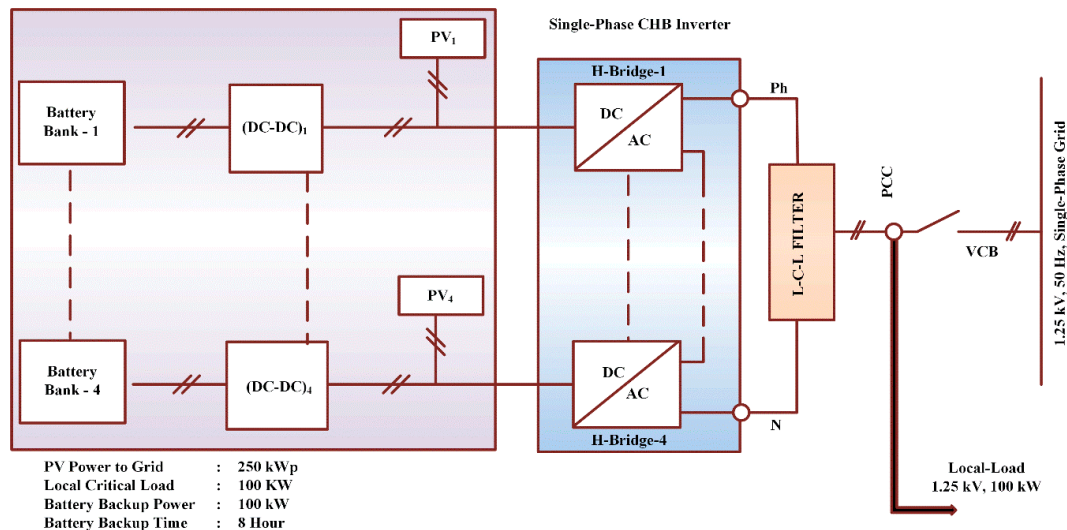 Single-Phase CHB Inverter
PV1
H-Bridge-1
Battery
Bank - 1
(DC-DC)1
DC
AC
Ph
L-C-L FILTER
PCC
VCB
1.25 kV, 50 Hz, Single-Phase Grid
PV4
Battery
Bank - 4
(DC-DC)4
DC
AC
N
H-Bridge-4
PV Power to Grid : 250 kWp
Local Critical Load : 100 KW
Battery Backup Power : 100 kW
Battery Backup Time : 8 Hour
Local-Load
1.25 kV, 100 kW